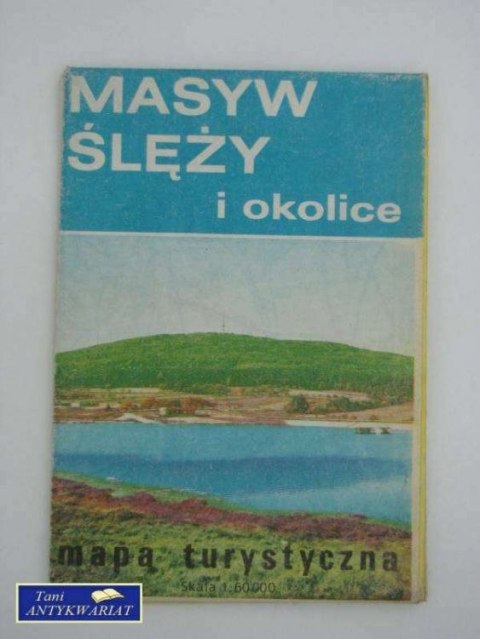 MASYW
ŚLĘŻY
i okolice
mapa turystyczna
Skala 1:60 000
Tani
ANTYKWARIAT